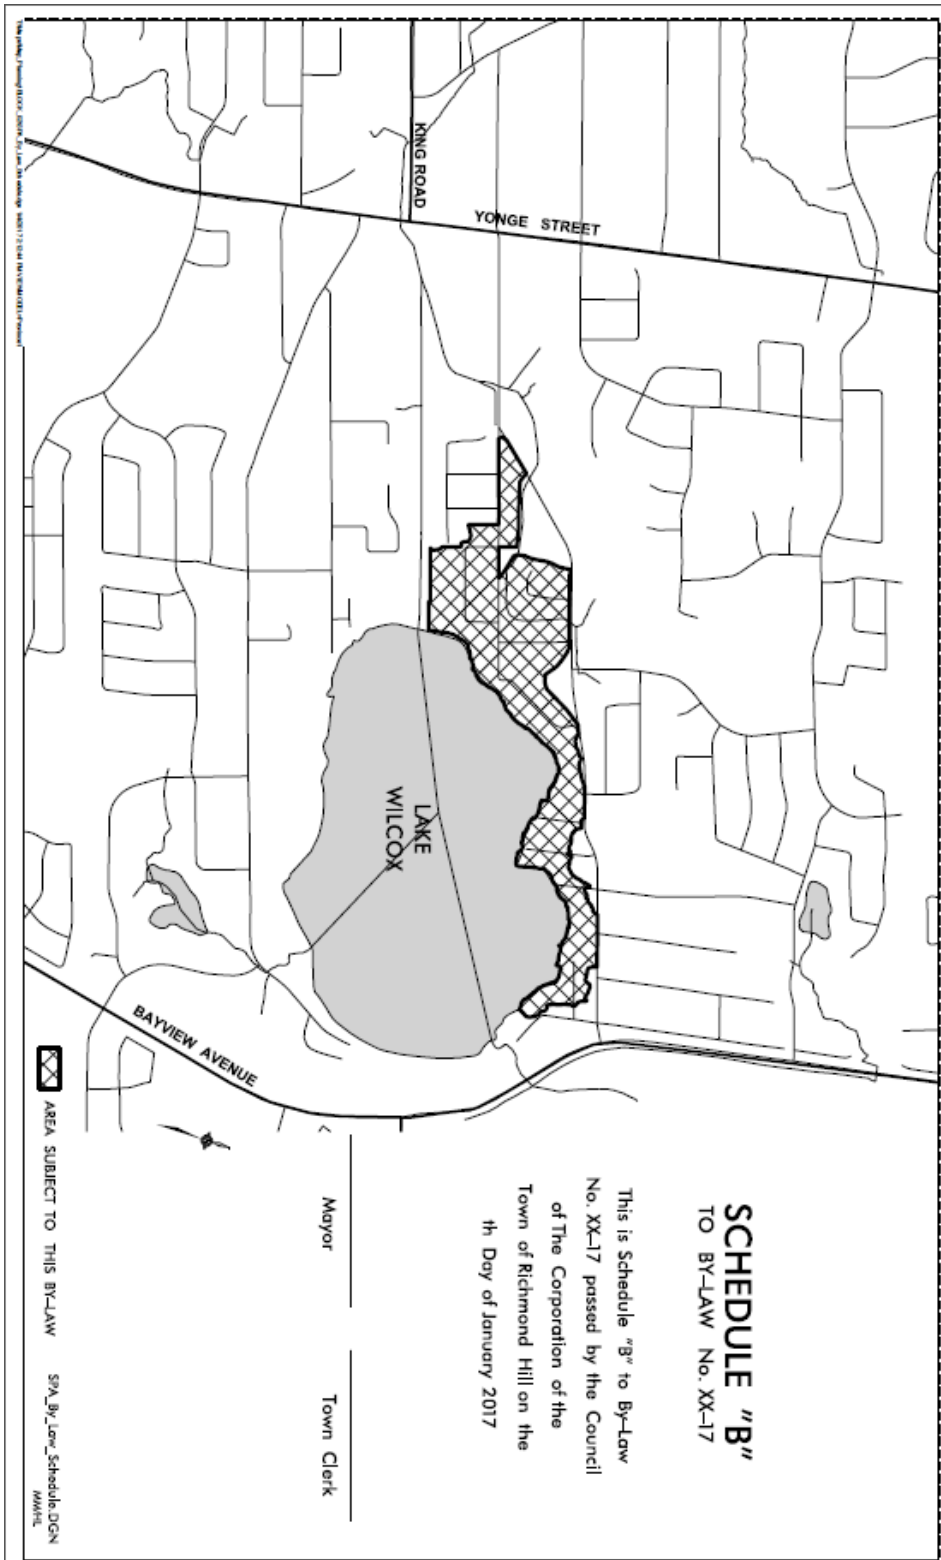 SCHEDULE "B"
TO BY-LAW No. XX-17
This is Schedule "B" to By-Law
No. XX-17 passed by the Council
of The Corporation of the
Town of Richmond Hill on the
th Day of January 2017
Mayor
Town Clerk
KING ROAD
YONGE STREET
LAKE
WILCOX
BAYVIEW AVENUE
AREA SUBJECT TO THIS BY-LAW
SPA_By_Law_Schedule.DGN